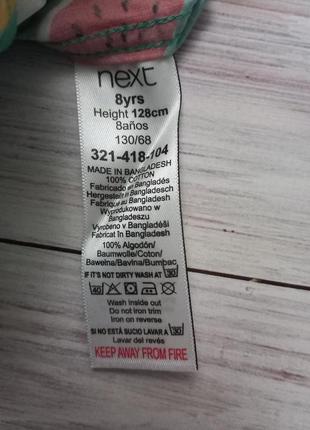 next
8yrs
Height 128cm
8años
130/68
321-418-104
MADE IN BANGLADESH
100% COTTON
Fabricado en Bangladés
Hergestellt in Bangladesch
Fabriqué au Bangladesh
Wyprodukowano w
Bangladeszu
Vyrobeno v Bangladéši
Fabricat în Bangladesh
100% Algodón/
Baumwolle/Coton/
Bawełna/Bavlna/Bumbac
IF IT'S NOT DIRTY WASH AT 30
40
Wash inside out
Do not iron trim
Iron on reverse
SI NO ESTÁ SUCIO LAVAR A 30
Lavar del revés
KEEP AWAY FROM FIRE